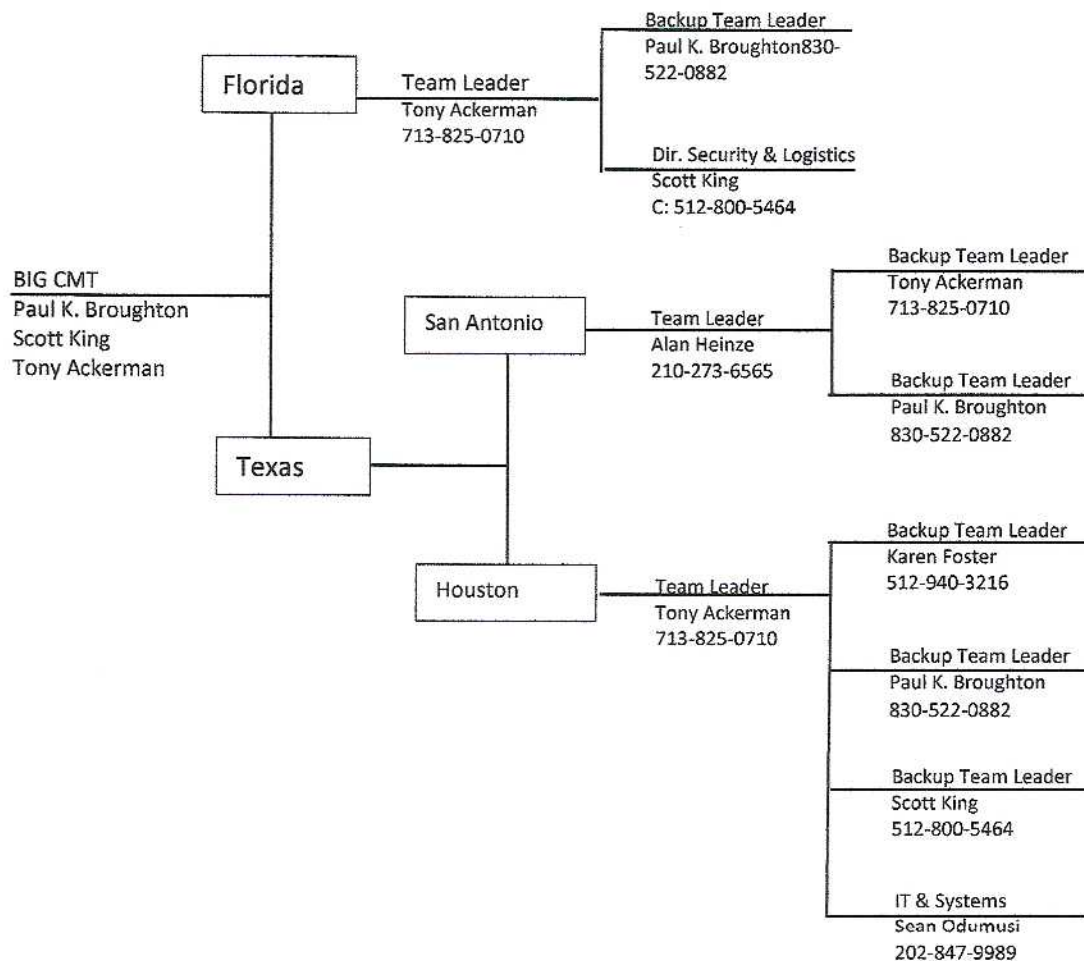 Backup Team Leader
Paul K. Broughton830-
522-0882
Florida
Team Leader
Tony Ackerman
713-825-0710
Dir. Security & Logistics
Scott King
C: 512-800-5464
BIG CMT
Paul K. Broughton
Scott King
Tony Ackerman
San Antonio
Team Leader
Alan Heinze
210-273-6565
Backup Team Leader
Tony Ackerman
713-825-0710
Backup Team Leader
Paul K. Broughton
830-522-0882
Texas
Houston
Team Leader
Tony Ackerman
713-825-0710
Backup Team Leader
Karen Foster
512-940-3216
Backup Team Leader
Paul K. Broughton
830-522-0882
Backup Team Leader
Scott King
512-800-5464
IT & Systems
Sean Odumusi
202-847-9989